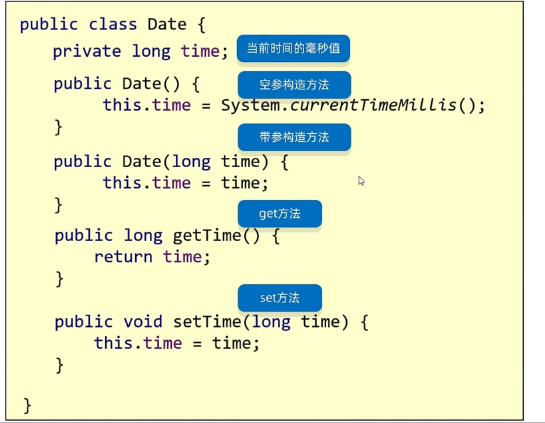 public class Date {
private long time; 当前时间的毫秒值
public Date() { 空参构造方法
this.time = System.currentTimeMillis();
}
带参构造方法
public Date(long time) {
this.time = time;
}
get方法
public long getTime() {
return time;
}
set方法
public void setTime(long time) {
this.time = time;
}
}